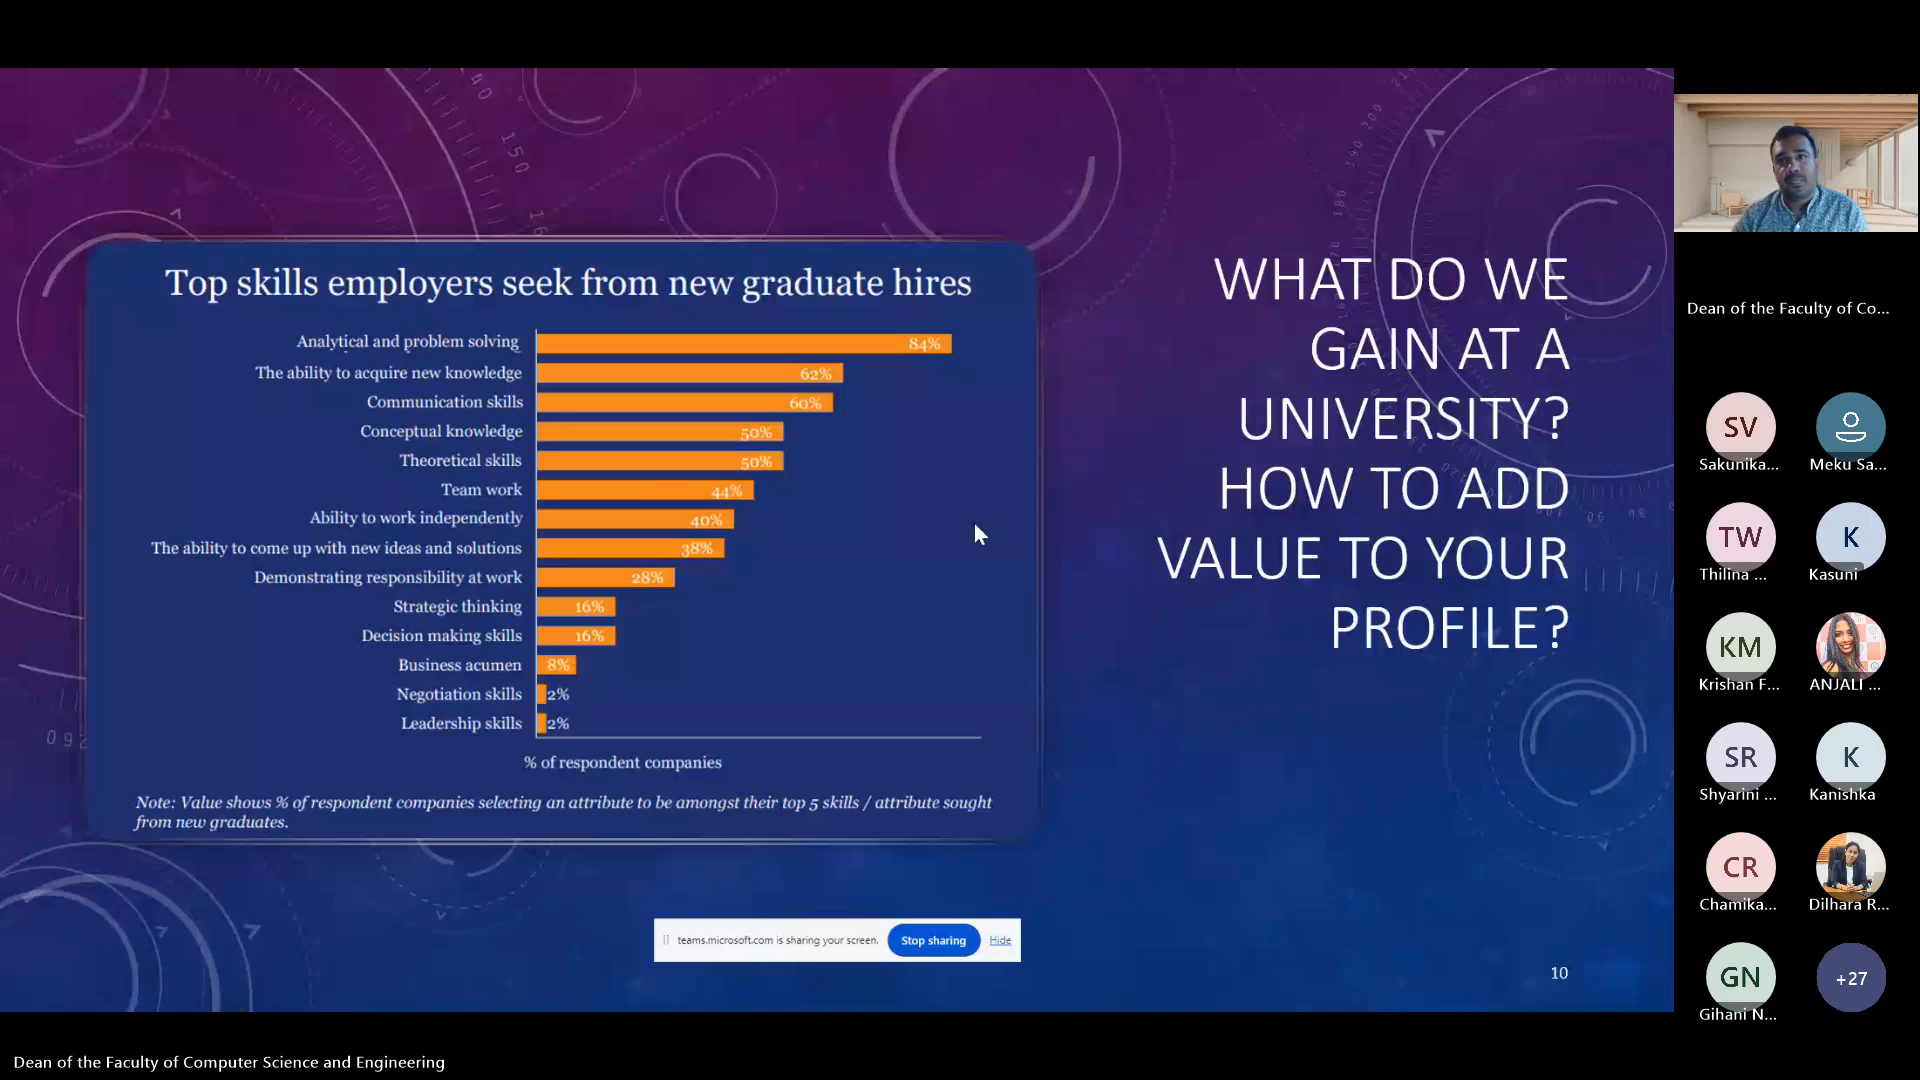 Top skills employers seek from new graduate hires
Analytical and problem solving 84%
The ability to acquire new knowledge 62%
Communication skills 60%
Conceptual knowledge 50%
Theoretical skills 50%
Team work 44%
Ability to work independently 40%
The ability to come up with new ideas and solutions 38%
Demonstrating responsibility at work 28%
Strategic thinking 16%
Decision making skills 16%
Business acumen 8%
Negotiation skills 2%
Leadership skills 2%
% of respondent companies
Note: Value shows % of respondent companies selecting an attribute to be amongst their top 5 skills / attribute sought
from new graduates.
WHAT DO WE
GAIN AT A
UNIVERSITY?
HOW TO ADD
VALUE TO YOUR
PROFILE?
teams.microsoft.com is sharing your screen. Stop sharing Hide
10
Dean of the Faculty of Co...
SV
Sakunika... Meku Sa...
TW K
Thilina ... Kasuni
KM
Krishan F... ANJALI ...
SR K
Shyarini ... Kanishka
CR
Chamika... Dilhara R...
GN +27
Gihani N...
Dean of the Faculty of Computer Science and Engineering
150
260